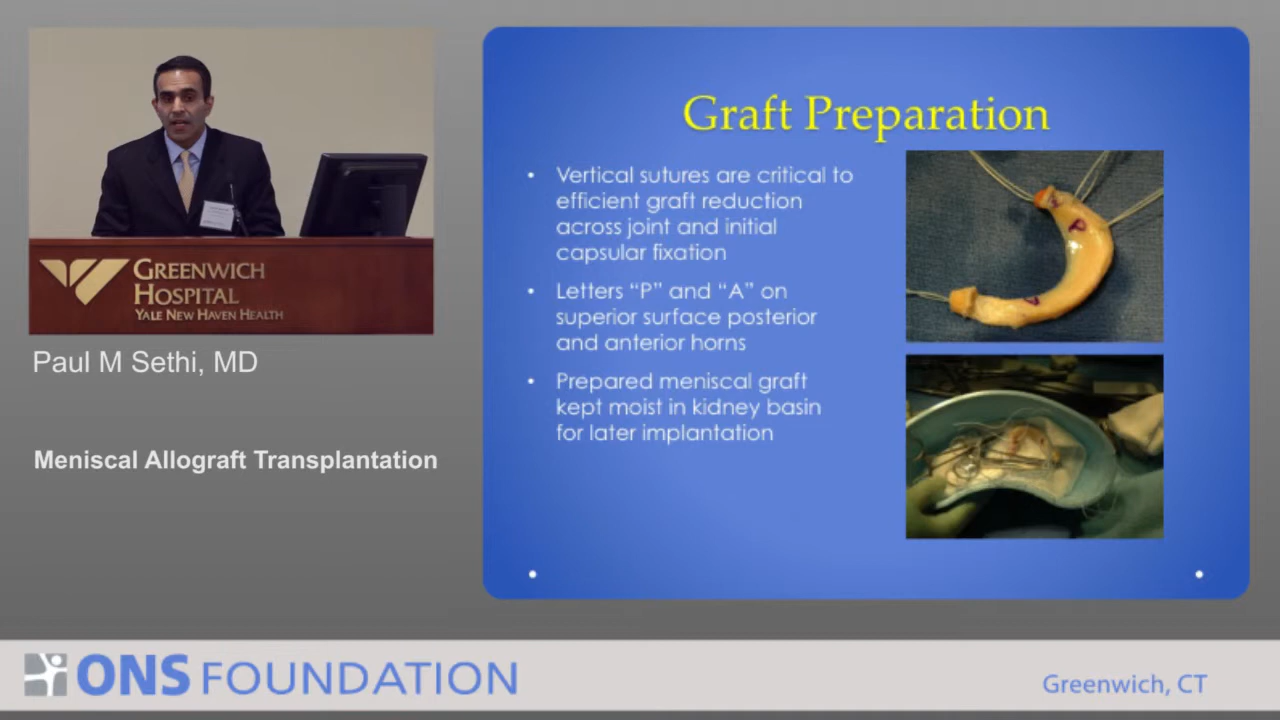 GREENWICH
HOSPITAL
YALE NEW HAVEN HEALTH
Paul M Sethi, MD
Meniscal Allograft Transplantation
Graft Preparation
• Vertical sutures are critical to
efficient graft reduction
across joint and initial
capsular fixation
• Letters “P” and “A” on
superior surface posterior
and anterior horns
• Prepared meniscal graft
kept moist in kidney basin
for later implantation
P
ONS FOUNDATION
Greenwich, CT